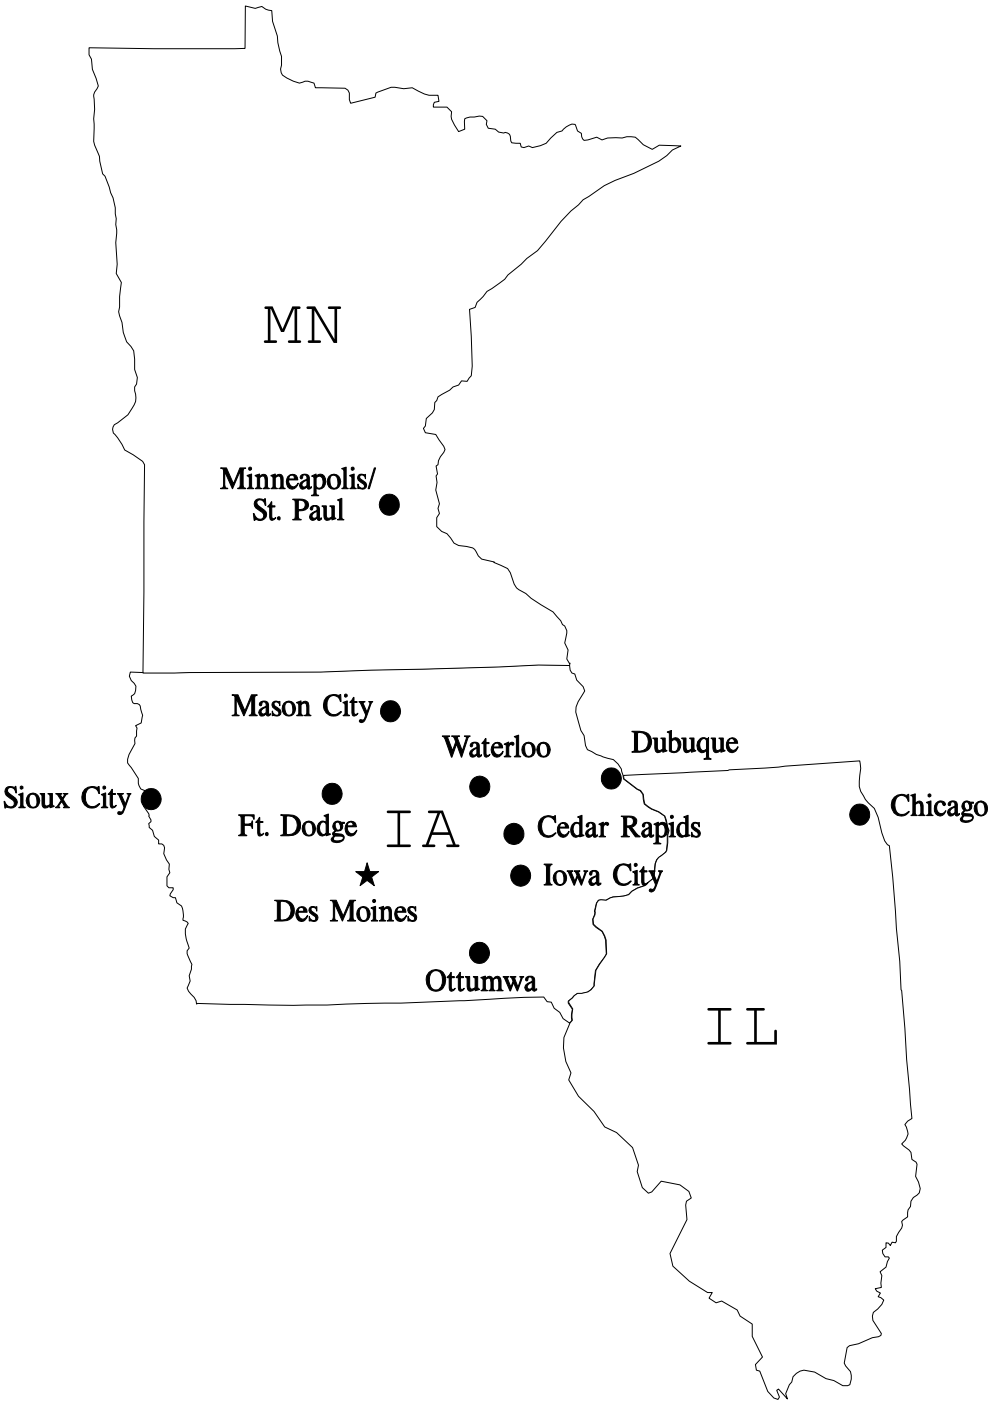 MN
Minneapolis/
St. Paul
Mason City
Waterloo
Dubuque
Sioux City
Chicago
Ft. Dodge
IA
Cedar Rapids
Iowa City
Des Moines
Ottumwa
IL